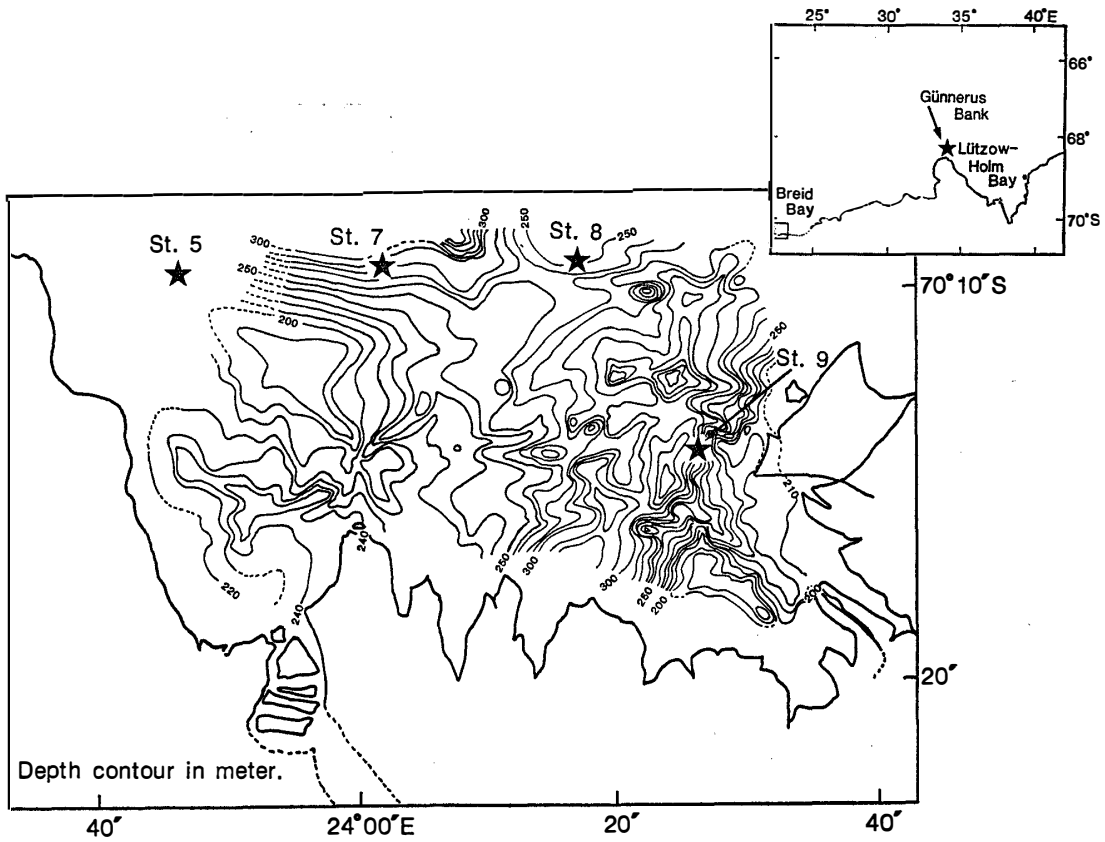 25° 30° 35° 40°E
66°
Günnerus
Bank
68°
Lützow-
Holm
Bay
Breid
Bay
70°S
St. 5
St. 7
St. 8
300
300
250
250
250
200
70°10″S
250
St. 9
210
240
220
240
250
300
300
250
200
200
20″
Depth contour in meter.
40″ 24°00″E 20″ 40″